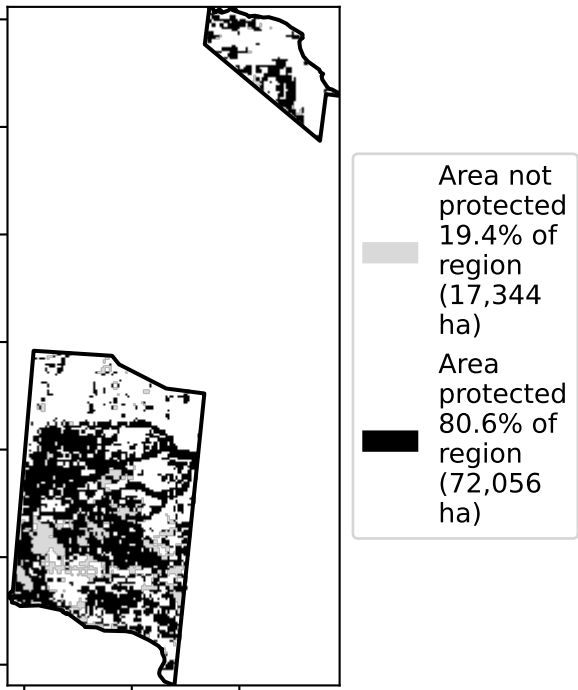 Area not
protected
19.4% of
region
(17,344
ha)
Area
protected
80.6% of
region
(72,056
ha)